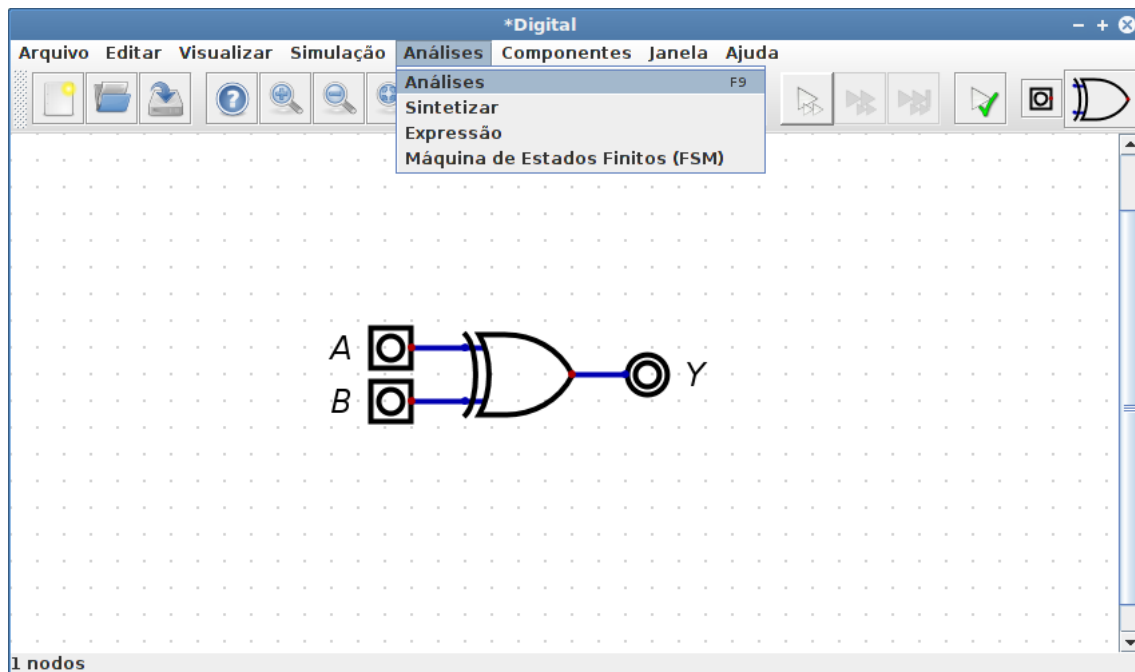 *Digital
Arquivo Editar Visualizar Simulação Análises Componentes Janela Ajuda
Análises F9
Sintetizar
Expressão
Máquina de Estados Finitos (FSM)
A
B
Y
1 nodos